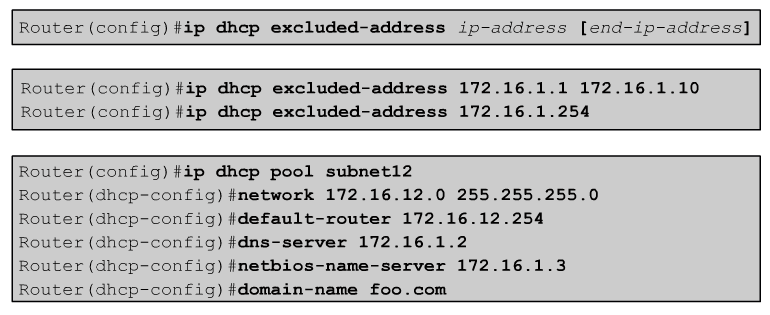 Router(config)#ip dhcp excluded-address ip-address [end-ip-address]
Router(config)#ip dhcp excluded-address 172.16.1.1 172.16.1.10
Router(config)#ip dhcp excluded-address 172.16.1.254
Router(config)#ip dhcp pool subnet12
Router(dhcp-config)#network 172.16.12.0 255.255.255.0
Router(dhcp-config)#default-router 172.16.12.254
Router(dhcp-config)#dns-server 172.16.1.2
Router(dhcp-config)#netbios-name-server 172.16.1.3
Router(dhcp-config)#domain-name foo.com